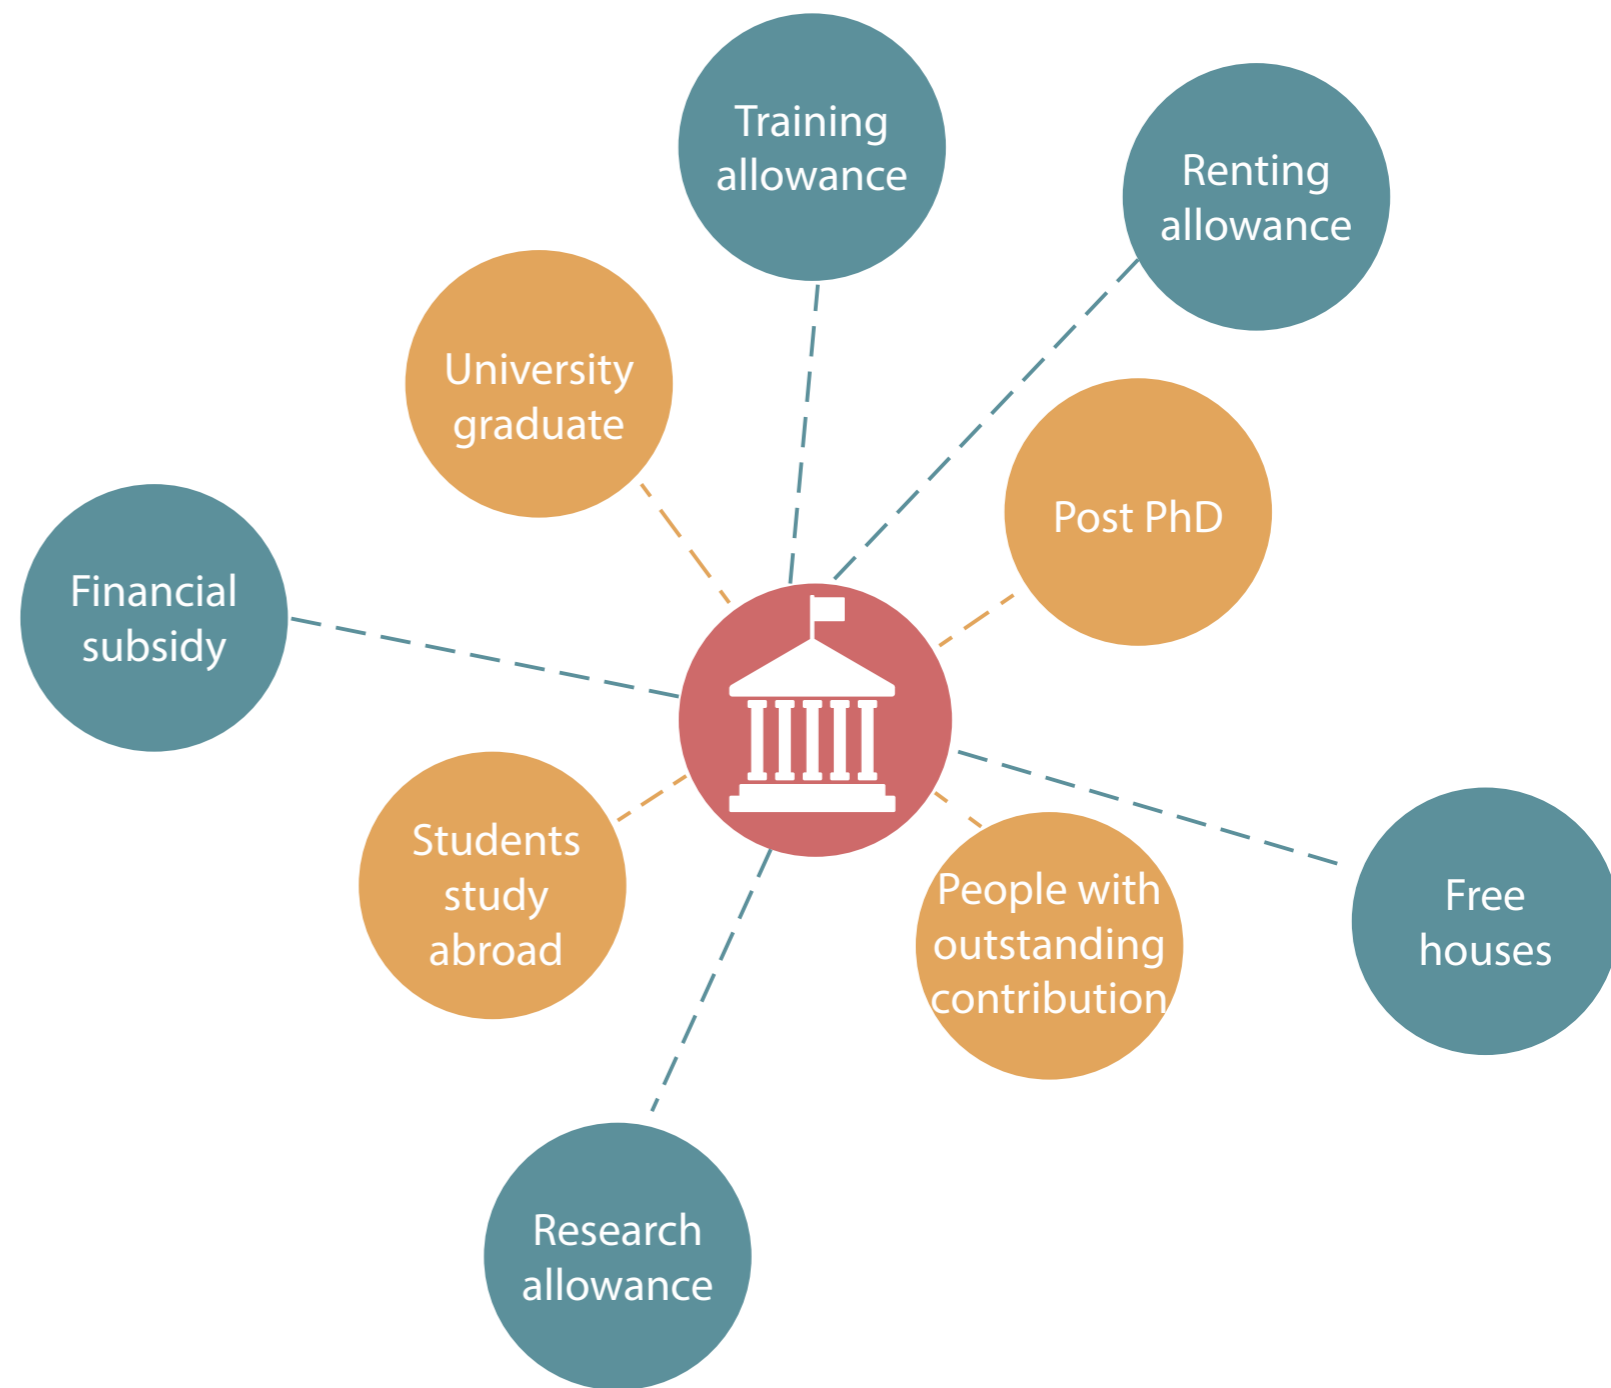 Training
allowance
Renting
allowance
University
graduate
Post PhD
Financial
subsidy
Students
study
abroad
People with
outstanding
contribution
Free
houses
Research
allowance